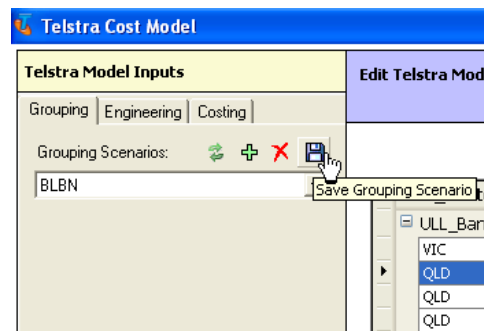 Telstra Cost Model
Telstra Model Inputs
Edit Telstra Mod
Grouping Engineering Costing
Grouping Scenarios:
BLBN
Save Grouping Scenario
ULL_Ban
VIC
QLD
QLD
QLD